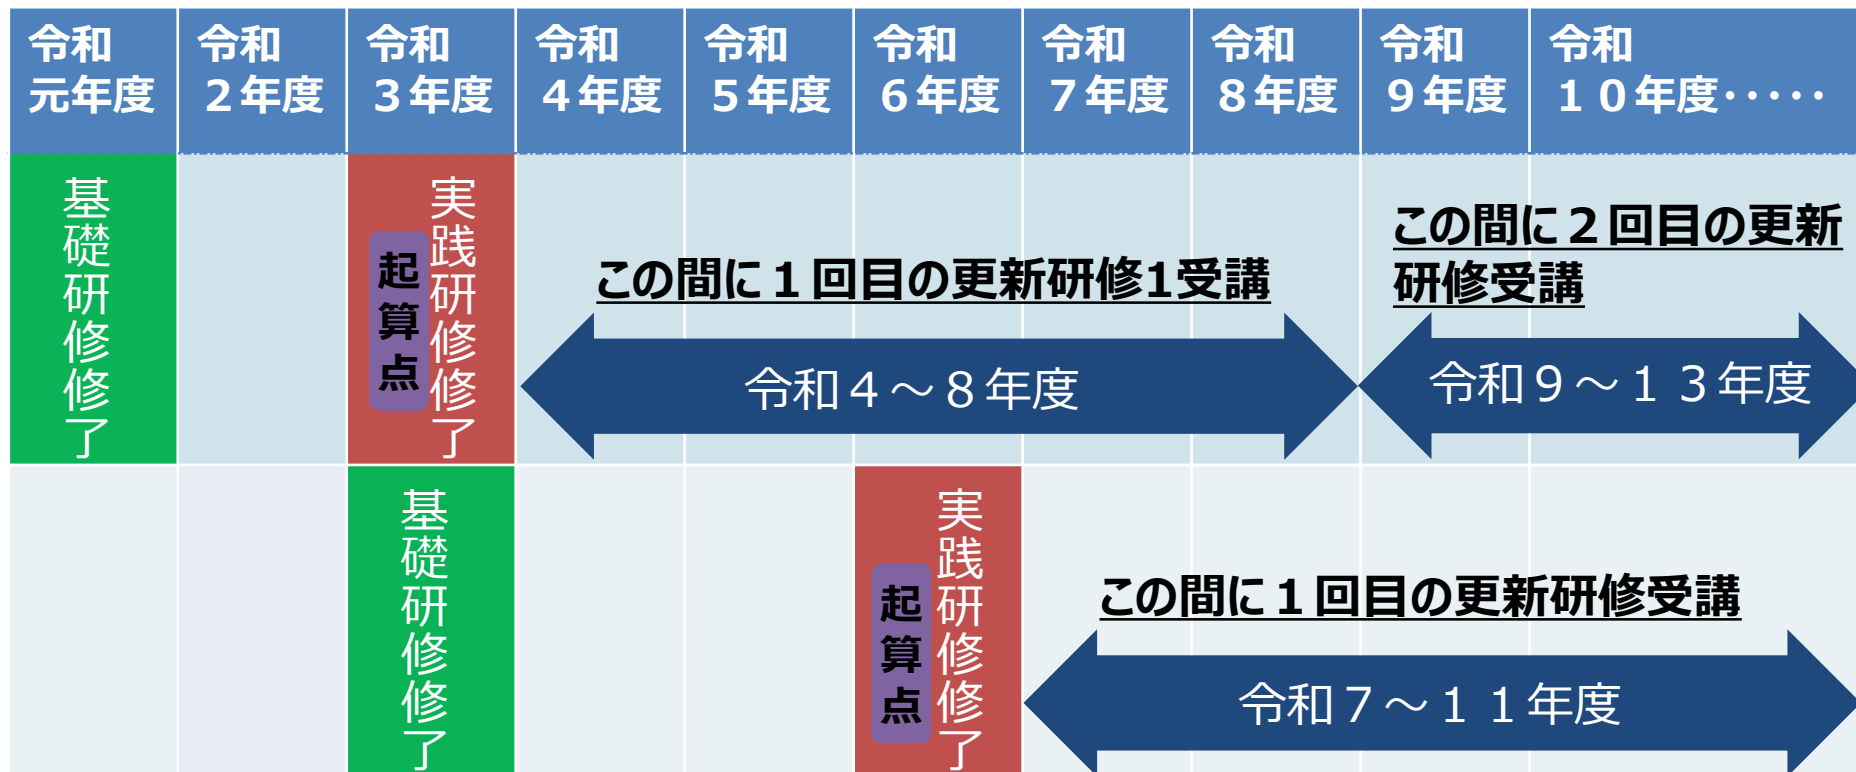 令和
元年度
令和
２年度
令和
３年度
令和
４年度
令和
５年度
令和
６年度
令和
７年度
令和
８年度
令和
９年度
令和
１０年度・・・・・
基礎研修修了
起算点
実践研修修了
この間に１回目の更新研修1受講
令和４～８年度
この間に２回目の更新
研修受講
令和９～１３年度
基礎研修修了
起算点
実践研修修了
この間に１回目の更新研修受講
令和７～１１年度